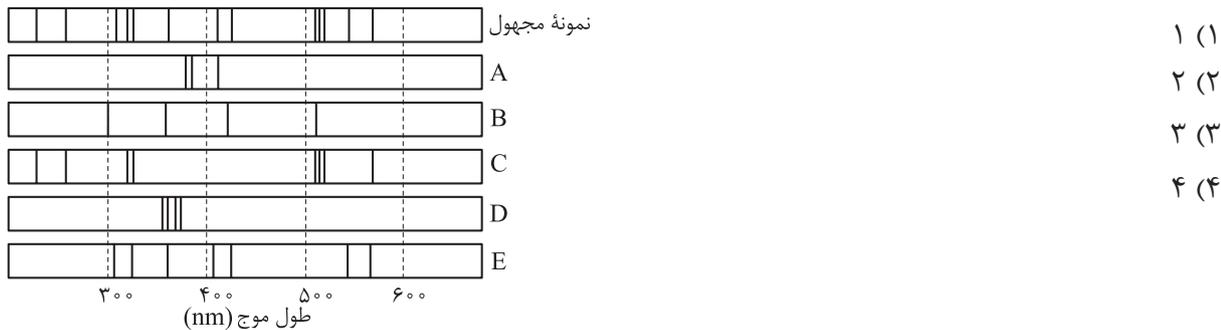 نمونهٔ مجهول
A
B
C
D
E
۳۰۰ ۴۰۰ ۵۰۰ ۶۰۰
طول موج (nm)
۱) ۱
۲) ۲
۳) ۳
۴) ۴